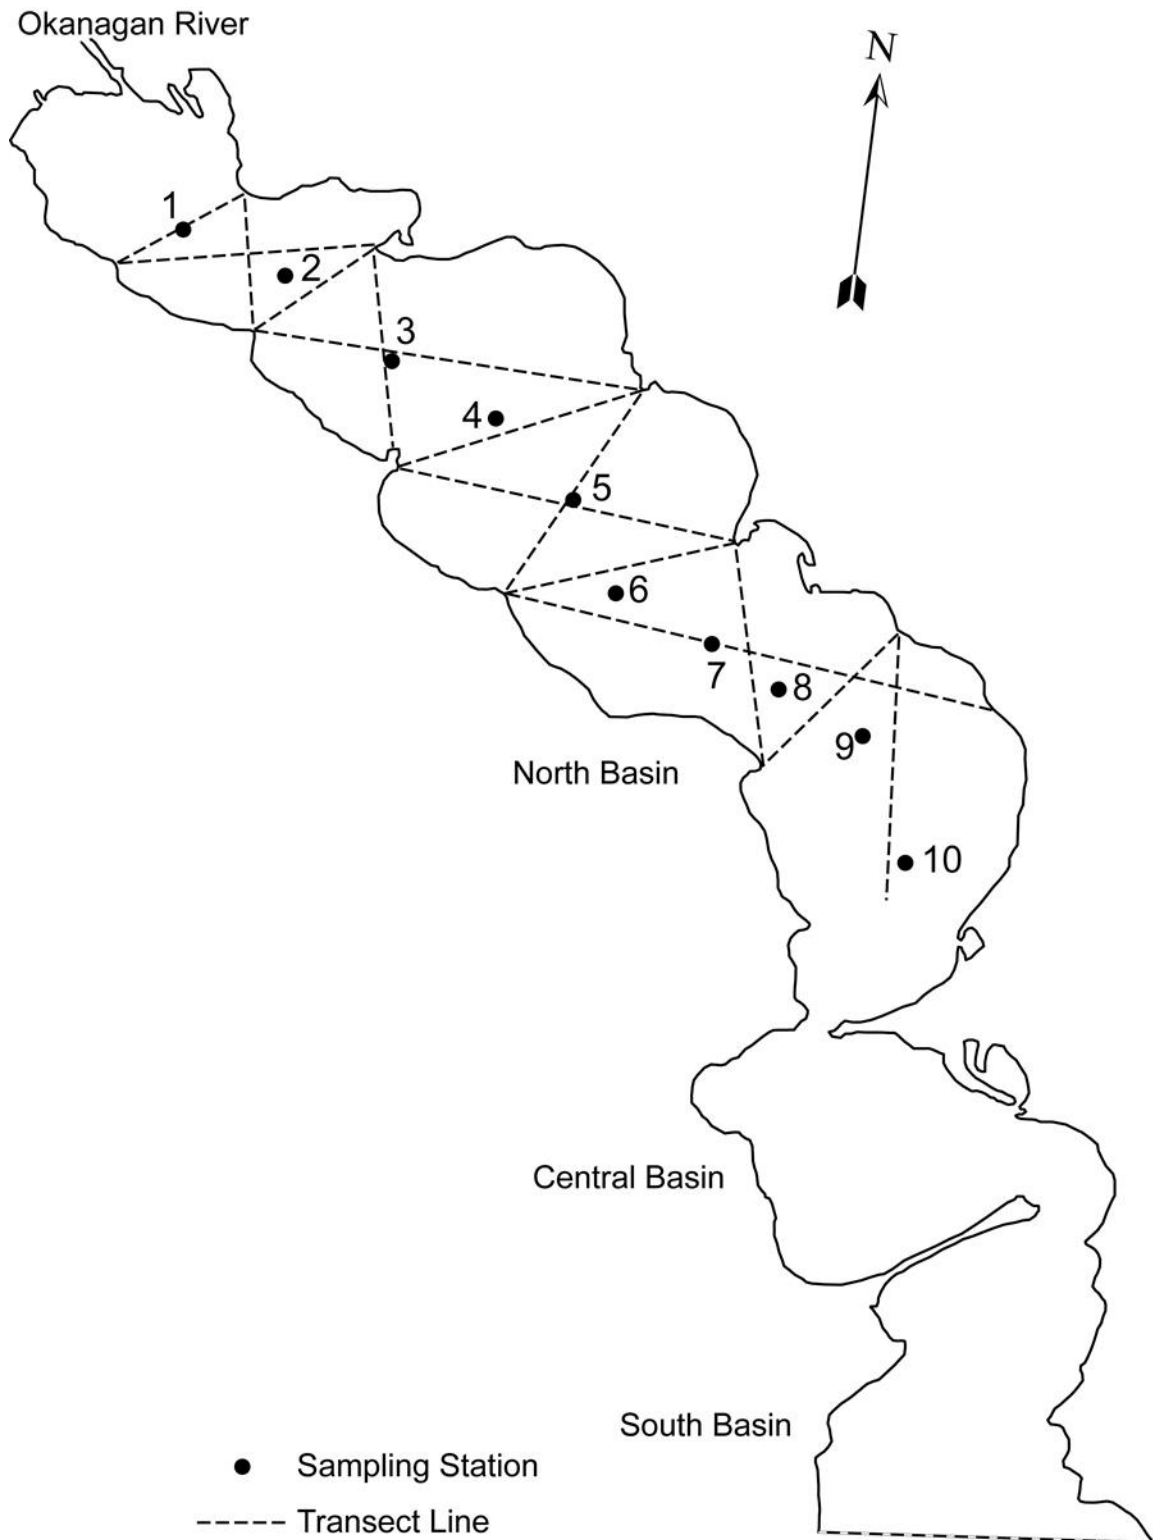 Okanagan River
N
1
2
3
4
5
6
7
8
9
North Basin
10
Central Basin
South Basin
Sampling Station
Transect Line